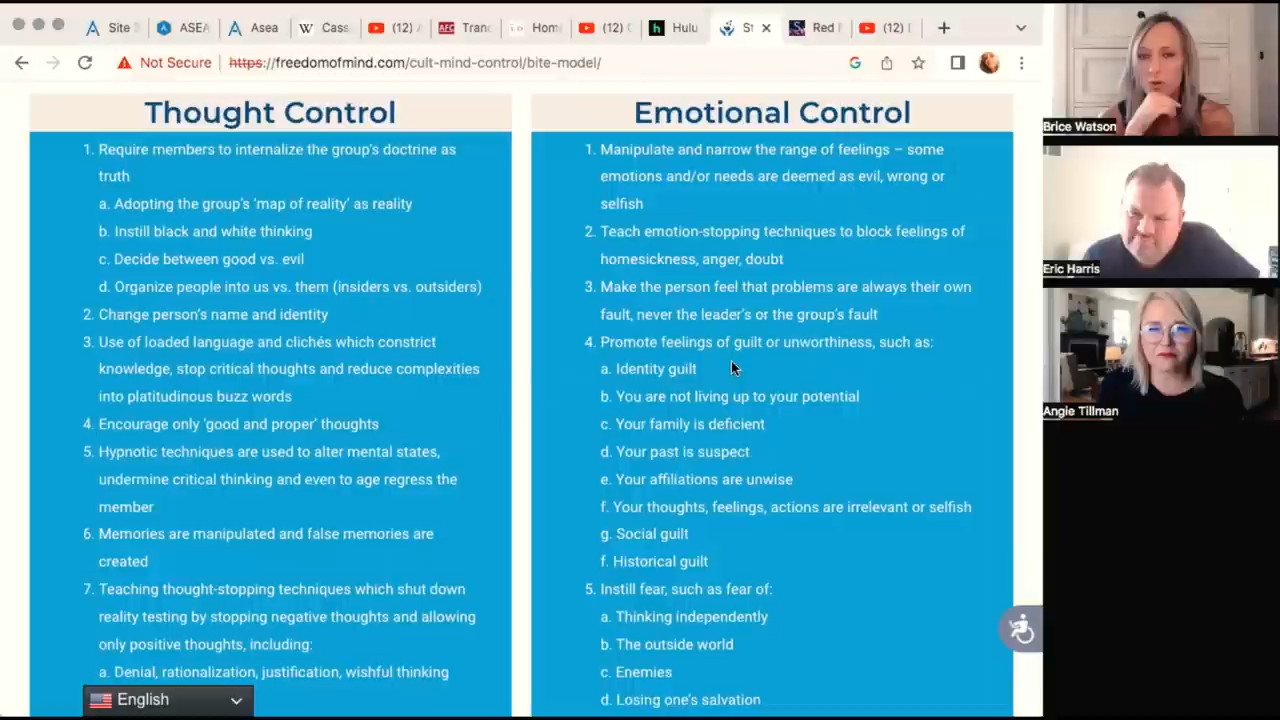 Site
ASEA
Asea
W
Cass
(12)
AFC
Tran
Hom
(12)
h
Hulu
St
Red
(12)
Not Secure
https://freedomofmind.com/cult-mind-control/bite-model/
G
Thought Control
1. Require members to internalize the group's doctrine as
truth
a. Adopting the group's 'map of reality' as reality
b. Instill black and white thinking
c. Decide between good vs. evil
d. Organize people into us vs. them (insiders vs. outsiders)
2. Change person's name and identity
3. Use of loaded language and clichés which constrict
knowledge, stop critical thoughts and reduce complexities
into platitudinous buzz words
4. Encourage only 'good and proper' thoughts
5. Hypnotic techniques are used to alter mental states,
undermine critical thinking and even to age regress the
member
6. Memories are manipulated and false memories are
created
7. Teaching thought-stopping techniques which shut down
reality testing by stopping negative thoughts and allowing
only positive thoughts, including:
a. Denial, rationalization, justification, wishful thinking
English
Emotional Control
1. Manipulate and narrow the range of feelings – some
emotions and/or needs are deemed as evil, wrong or
selfish
2. Teach emotion-stopping techniques to block feelings of
homesickness, anger, doubt
3. Make the person feel that problems are always their own
fault, never the leader's or the group's fault
4. Promote feelings of guilt or unworthiness, such as:
a. Identity guilt
b. You are not living up to your potential
c. Your family is deficient
d. Your past is suspect
e. Your affiliations are unwise
f. Your thoughts, feelings, actions are irrelevant or selfish
g. Social guilt
f. Historical guilt
5. Instill fear, such as fear of:
a. Thinking independently
b. The outside world
c. Enemies
d. Losing one's salvation
Brice Watson
Eric Harris
Angie Tillman